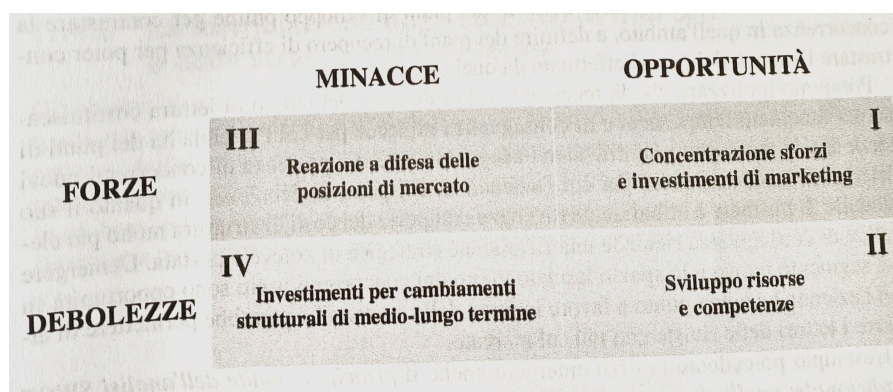 MINACCE
OPPORTUNITÀ
FORZE
III
Reazione a difesa delle
posizioni di mercato
I
Concentrazione sforzi
e investimenti di marketing
DEBOLEZZE
IV
Investimenti per cambiamenti
strutturali di medio-lungo termine
II
Sviluppo risorse
e competenze